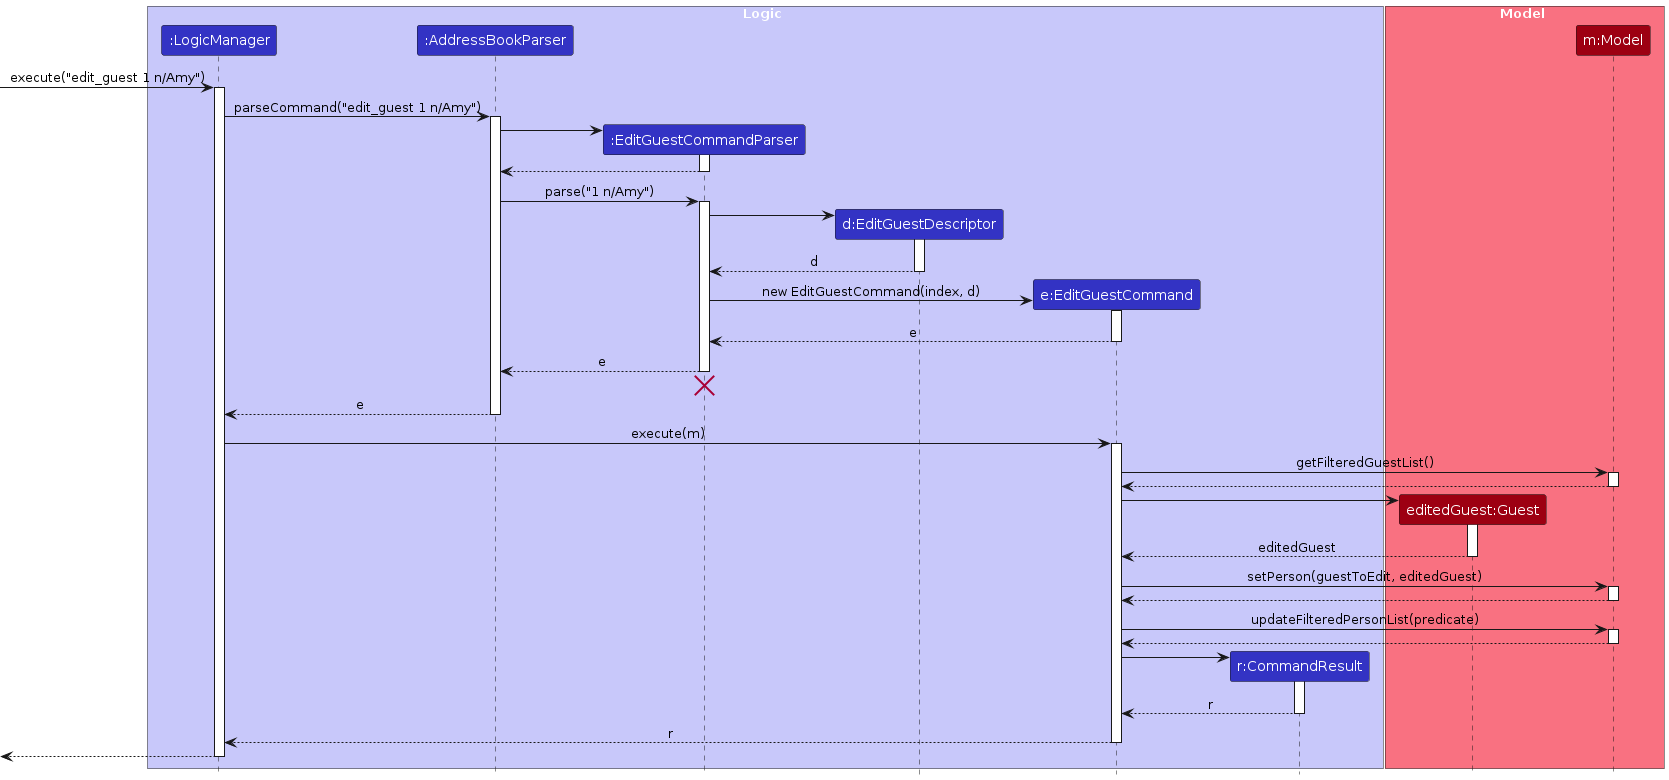 Logic
Model
:LogicManager
:AddressBookParser
m:Model
execute("edit_guest 1 n/Amy")
parseCommand("edit_guest 1 n/Amy")
:EditGuestCommandParser
parse("1 n/Amy")
d:EditGuestDescriptor
d
new EditGuestCommand(index, d)
e:EditGuestCommand
e
e
e
execute(m)
getFilteredGuestList()
editedGuest:Guest
editedGuest
setPerson(guestToEdit, editedGuest)
updateFilteredPersonList(predicate)
r:CommandResult
r
r